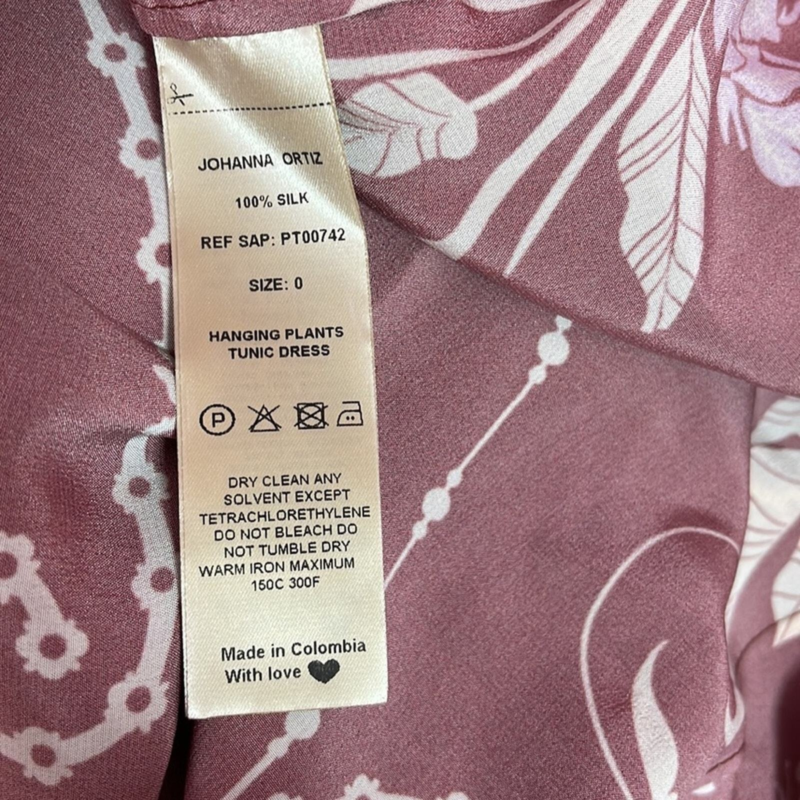 JOHANNA ORTIZ
100% SILK
REF SAP: PT00742
SIZE: 0
HANGING PLANTS
TUNIC DRESS
P
DRY CLEAN ANY
SOLVENT EXCEPT
TETRACHLORETHYLENE
DO NOT BLEACH DO
NOT TUMBLE DRY
WARM IRON MAXIMUM
150C 300F
Made in Colombia
With love